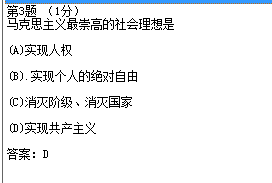 第3题 （1分）
马克思主义最崇高的社会理想是
(A)实现人权
(B).实现个人的绝对自由
(C)消灭阶级、消灭国家
(D)实现共产主义
答案：D